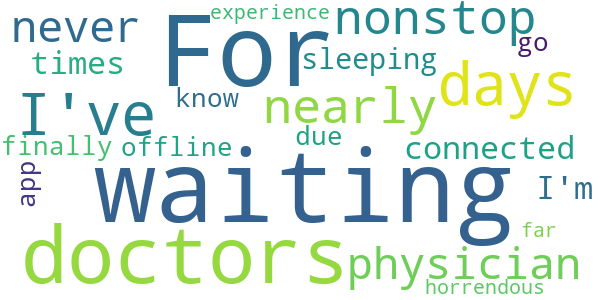 experience
never For nonstop
go
times sleeping
I've know nearly days
finally offline due connected
app waiting I'm
doctors physician far
horrendous